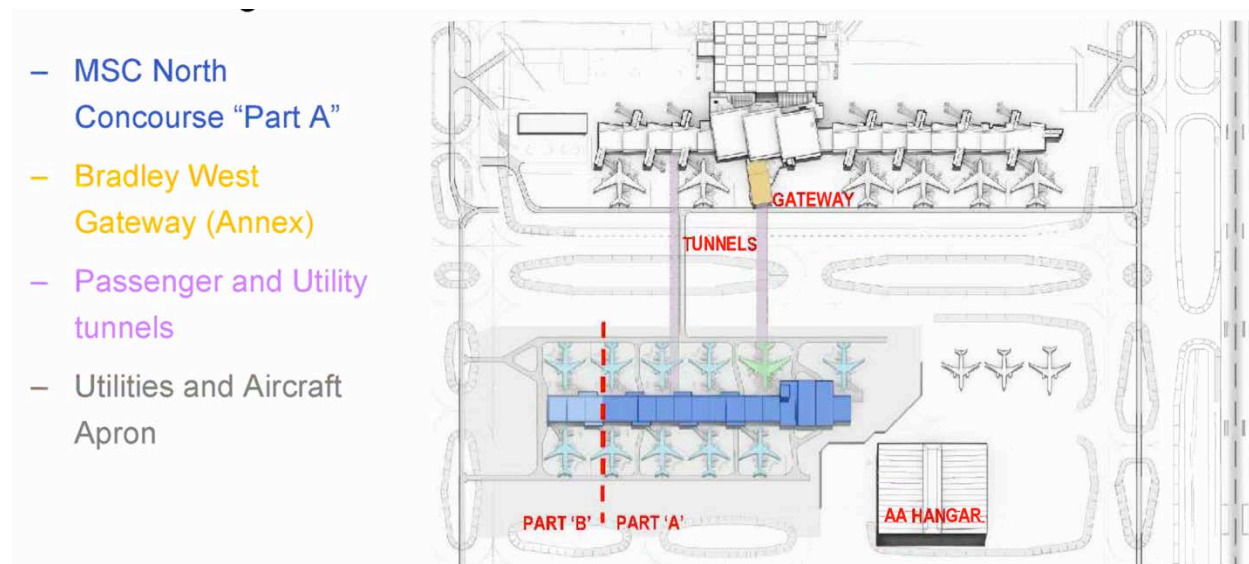 – MSC North
Concourse “Part A”
– Bradley West
Gateway (Annex)
– Passenger and Utility
tunnels
– Utilities and Aircraft
Apron
GATEWAY
TUNNELS
PART ‘B’
PART ‘A’
AA HANGAR